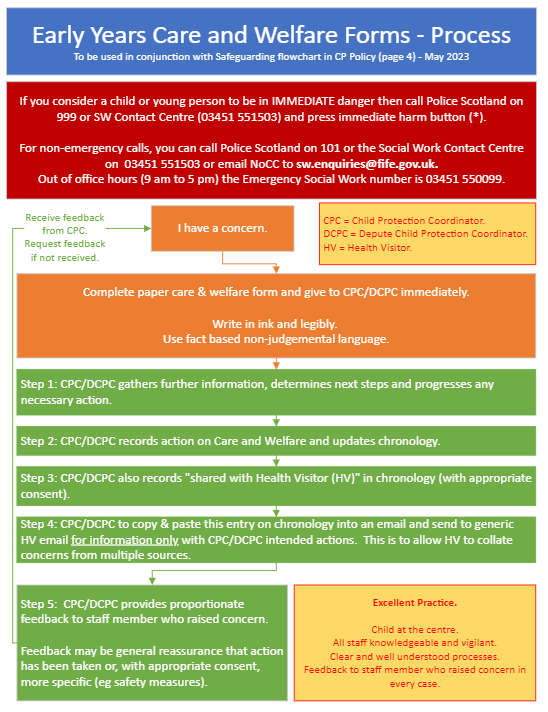 Early Years Care and Welfare Forms - Process
To be used in conjunction with Safeguarding flowchart in CP Policy (page 4) - May 2023
If you consider a child or young person to be in IMMEDIATE danger then call Police Scotland on
999 or SW Contact Centre (03451 551503) and press immediate harm button (*).
For non-emergency calls, you can call Police Scotland on 101 or the Social Work Contact Centre
on 03451 551503 or email NoCC to sw.enquiries@fife.gov.uk.
Out of office hours (9 am to 5 pm) the Emergency Social Work number is 03451 550099.
Receive feedback
from CPC.
Request feedback
if not received.
I have a concern.
CPC = Child Protection Coordinator.
DCPC = Depute Child Protection Coordinator.
HV = Health Visitor.
Complete paper care & welfare form and give to CPC/DCPC immediately.
Write in ink and legibly.
Use fact based non-judgemental language.
Step 1: CPC/DCPC gathers further information, determines next steps and progresses any
necessary action.
Step 2: CPC/DCPC records action on Care and Welfare and updates chronology.
Step 3: CPC/DCPC also records "shared with Health Visitor (HV)" in chronology (with appropriate
consent).
Step 4: CPC/DCPC to copy & paste this entry on chronology into an email and send to generic
HV email for information only with CPC/DCPC intended actions. This is to allow HV to collate
concerns from multiple sources.
Step 5: CPC/DCPC provides proportionate
feedback to staff member who raised concern.
Feedback may be general reassurance that action
has been taken or, with appropriate consent,
more specific (eg safety measures).
Excellent Practice.
Child at the centre.
All staff knowledgeable and vigilant.
Clear and well understood processes.
Feedback to staff member who raised concern in
every case.